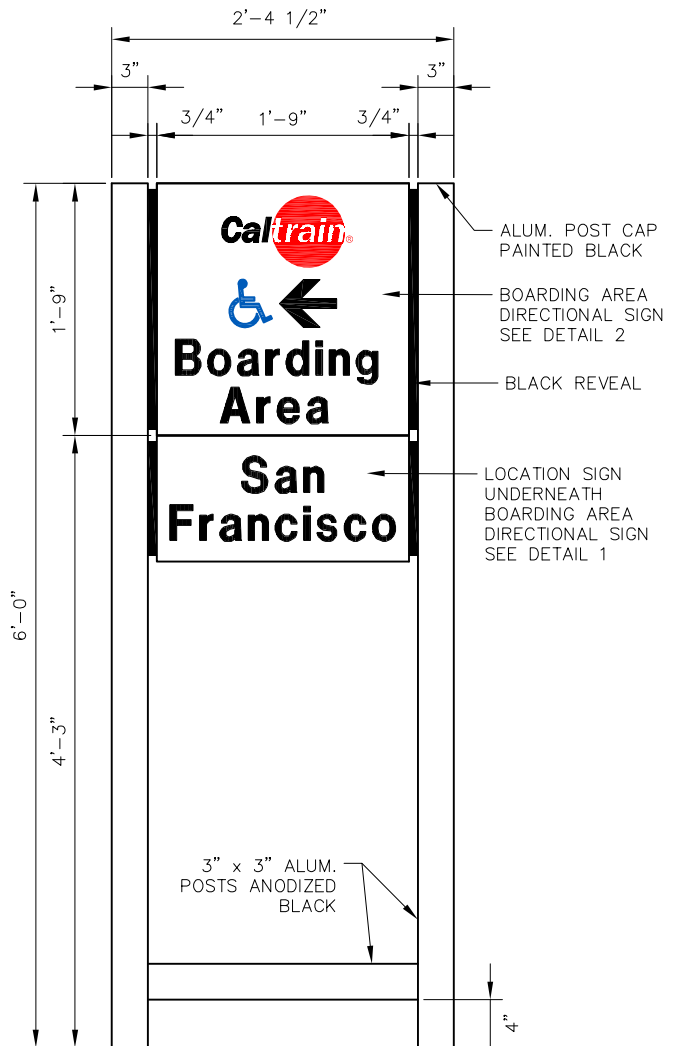 2'-4 1/2"
3" 3"
3/4" 1'-9" 3/4"
Caltrain®
Boarding
Area
San
Francisco
1'-9"
6'-0"
4'-3"
ALUM. POST CAP
PAINTED BLACK
BOARDING AREA
DIRECTIONAL SIGN
SEE DETAIL 2
BLACK REVEAL
LOCATION SIGN
UNDERNEATH
BOARDING AREA
DIRECTIONAL SIGN
SEE DETAIL 1
3" x 3" ALUM.
POSTS ANODIZED
BLACK
4"